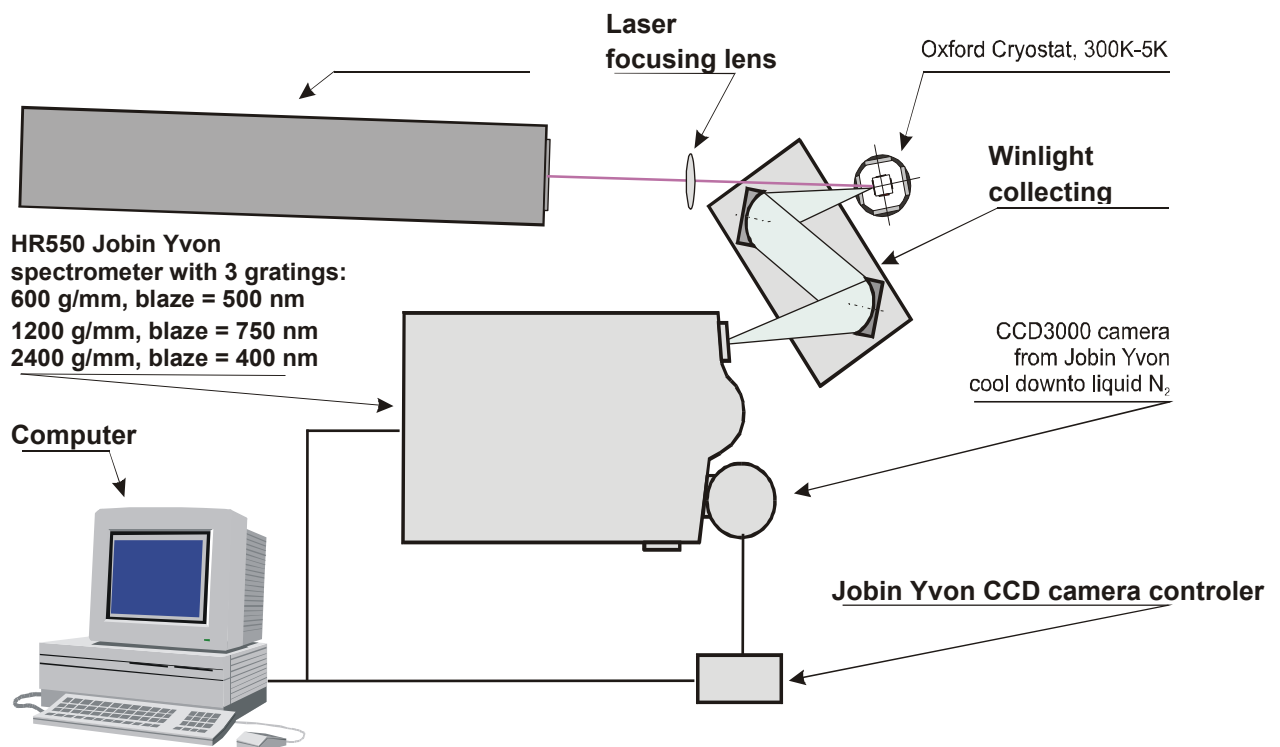 Laser
focusing lens
Oxford Cryostat, 300K-5K
Winlight
collecting
HR550 Jobin Yvon
spectrometer with 3 gratings:
600 g/mm, blaze = 500 nm
1200 g/mm, blaze = 750 nm
2400 g/mm, blaze = 400 nm
CCD3000 camera
from Jobin Yvon
cool downto liquid N₂
Computer
Jobin Yvon CCD camera controler